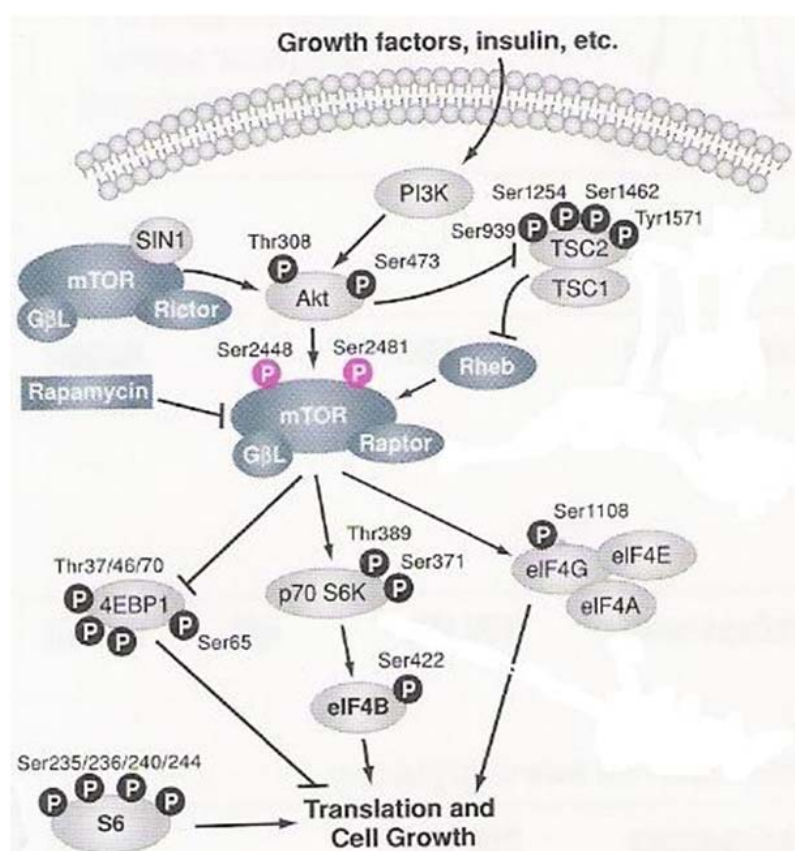 Growth factors, insulin, etc.
PI3K
Ser1254
Ser1462
Ser939
Tyr1571
P
P
P
P
TSC2
TSC1
SIN1
mTOR
GβL
Rictor
Thr308
P
Ser473
P
Akt
Ser2448
Ser2481
P
P
Rheb
Rapamycin
mTOR
GβL
Raptor
Thr37/46/70
P
4EBP1
P
P
P
Ser65
Thr389
P
Ser371
P
p70 S6K
Ser1108
P
eIF4G
eIF4E
eIF4A
Ser422
P
eIF4B
Ser235/236/240/244
P
P
P
P
S6
Translation and
Cell Growth